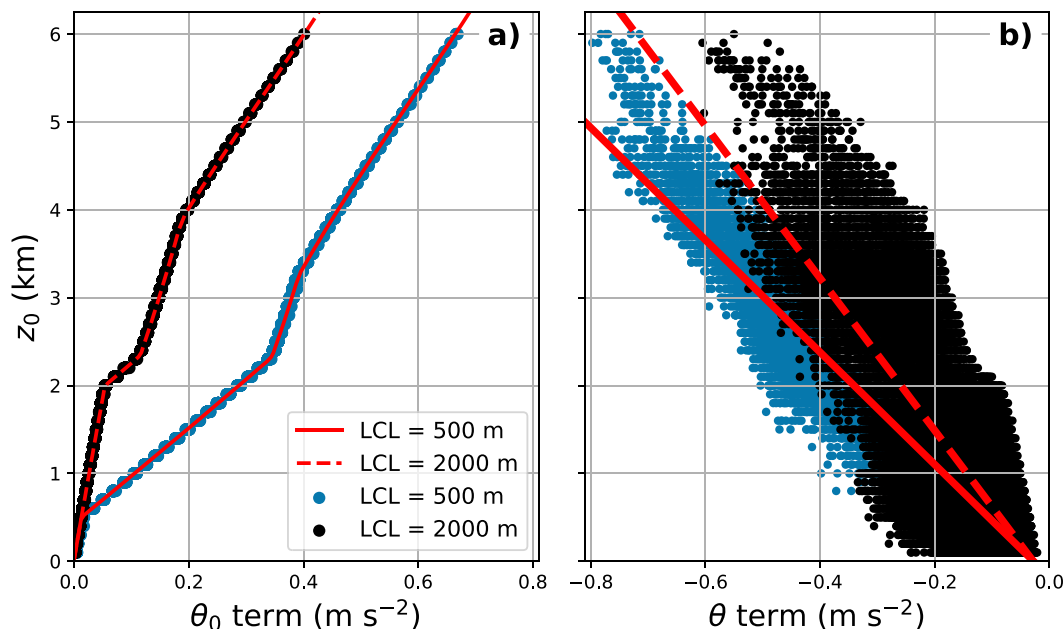 a)
b)
6
5
4
3
2
1
0
z₀ (km)
LCL = 500 m
LCL = 2000 m
LCL = 500 m
LCL = 2000 m
0.0 0.2 0.4 0.6 0.8
−0.8 −0.6 −0.4 −0.2 0.0
θ₀ term (m s⁻²)
θ term (m s⁻²)